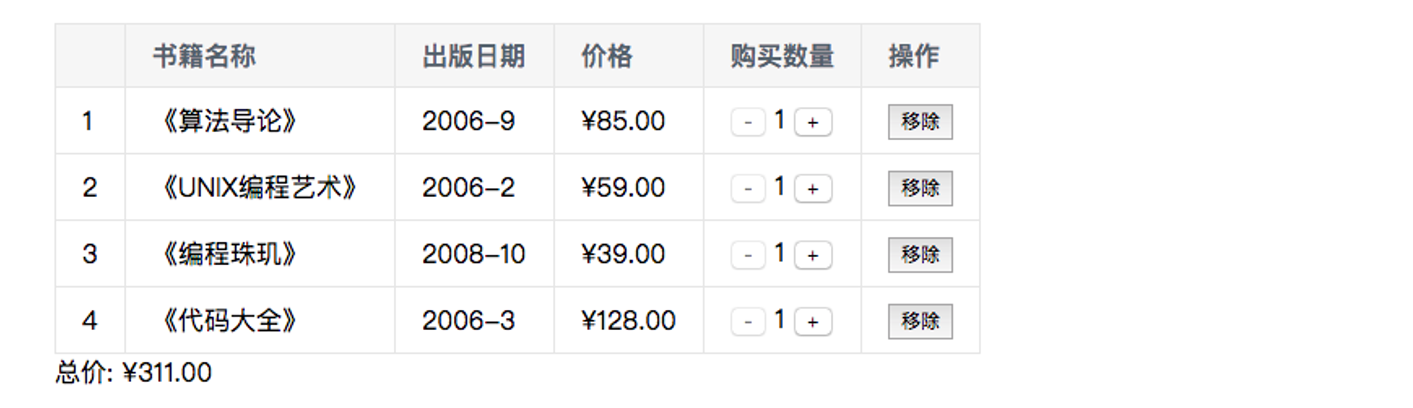 书籍名称 出版日期 价格 购买数量 操作
1 《算法导论》 2006-9 ¥85.00 - 1 + 移除
2 《UNIX编程艺术》 2006-2 ¥59.00 - 1 + 移除
3 《编程珠玑》 2008-10 ¥39.00 - 1 + 移除
4 《代码大全》 2006-3 ¥128.00 - 1 + 移除
总价: ¥311.00